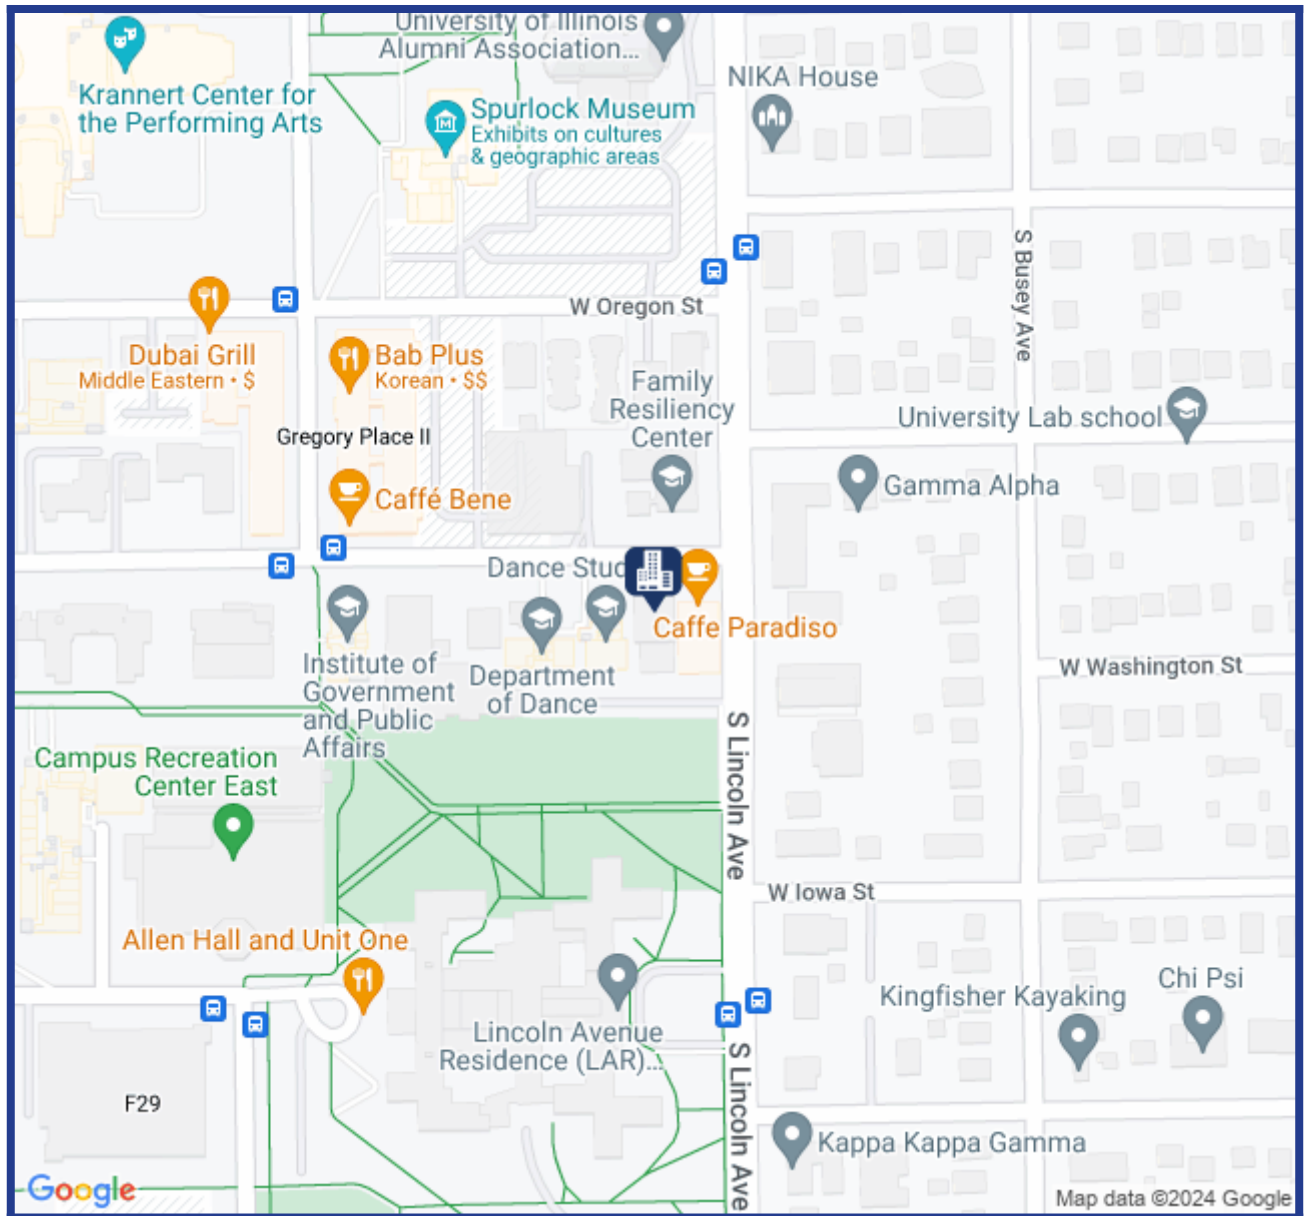 University of Illinois
Alumni Association...
NIKA House
Krannert Center for
the Performing Arts
Spurlock Museum
Exhibits on cultures
& geographic areas
S Busey Ave
W Oregon St
Dubai Grill
Middle Eastern • $
Bab Plus
Korean • $$
Family
Resiliency
Center
University Lab school
Gregory Place II
Caffé Bene
Gamma Alpha
Dance Stud
Caffe Paradiso
Institute of
Government
and Public
Affairs
Department
of Dance
W Washington St
S Lincoln Ave
Campus Recreation
Center East
W Iowa St
Allen Hall and Unit One
Chi Psi
Kingfisher Kayaking
Lincoln Avenue
Residence (LAR)...
S Lincoln Ave
F29
Kappa Kappa Gamma
Google
Map data ©2024 Google